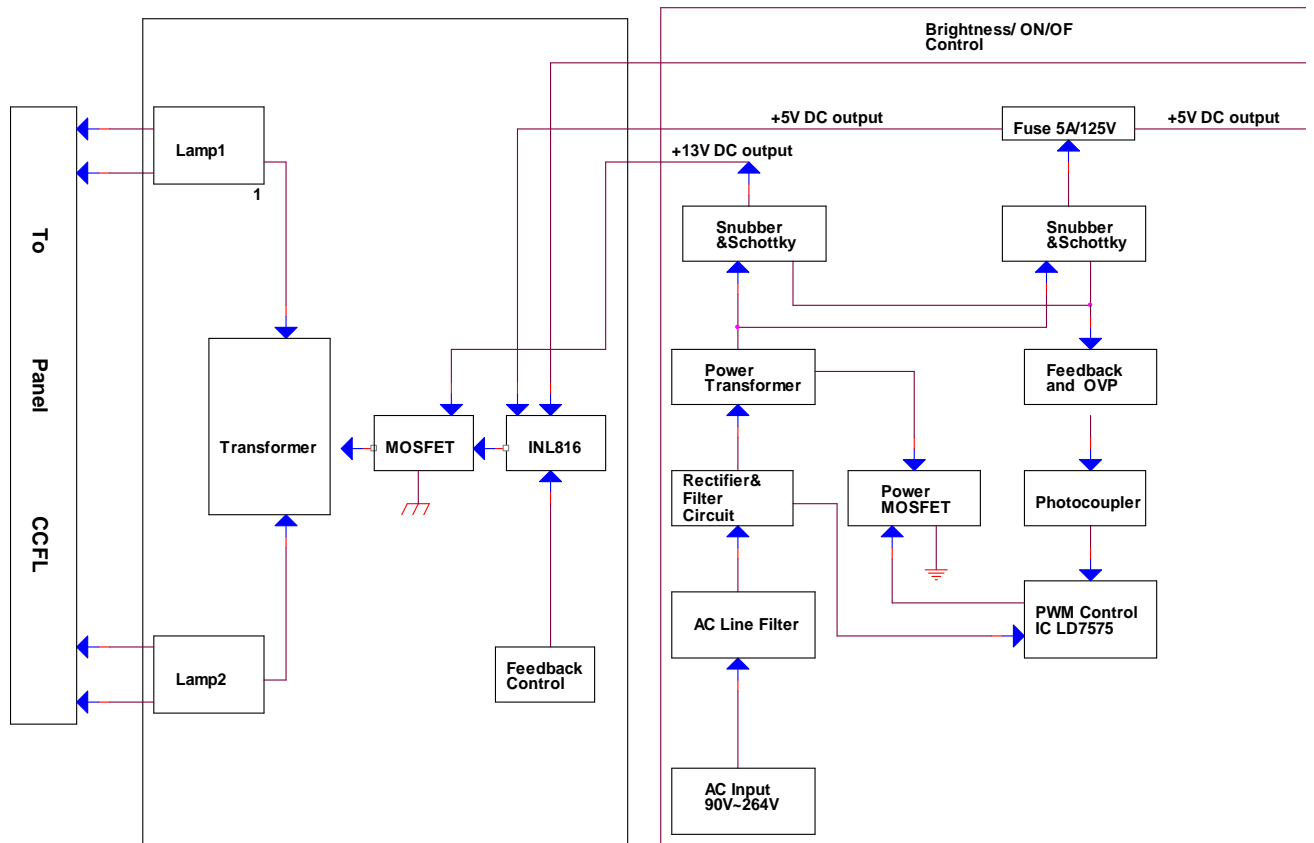 Brightness/ ON/OF
Control
+5V DC output
Fuse 5A/125V
+5V DC output
+13V DC output
Lamp1
1
Snubber
&Schottky
Snubber
&Schottky
To Panel CCFL
Power
Transformer
Feedback
and OVP
Transformer
MOSFET
INL816
Rectifier&
Filter
Circuit
Power
MOSFET
Photocoupler
AC Line Filter
PWM Control
IC LD7575
Lamp2
Feedback
Control
AC Input
90V~264V